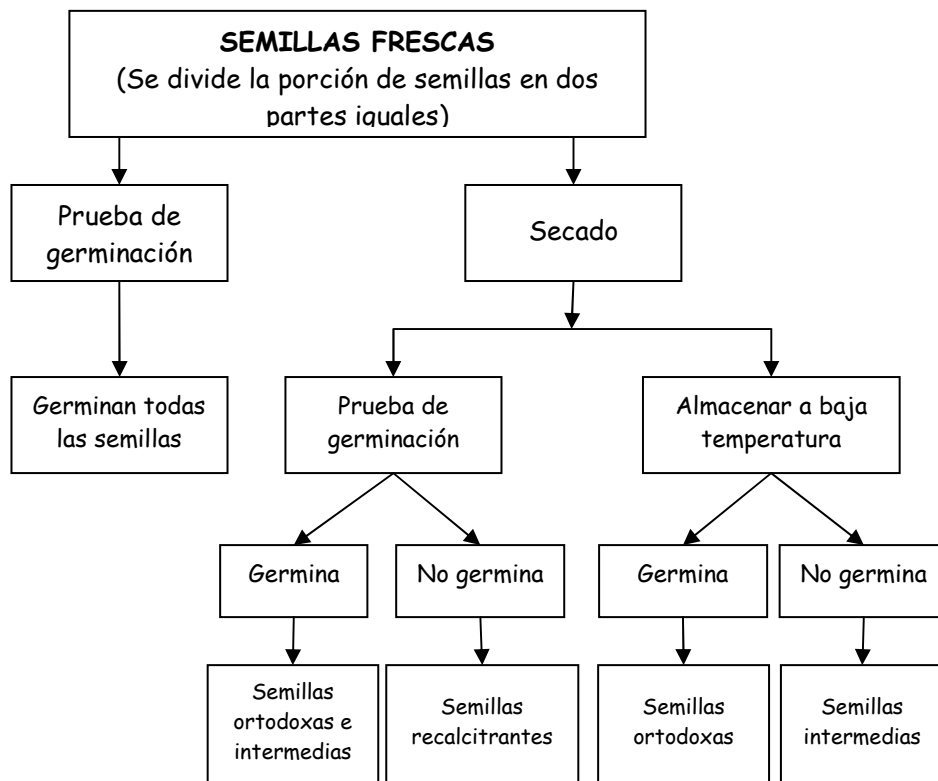 SEMILLAS FRESCAS
(Se divide la porción de semillas en dos
partes iguales)
Prueba de
germinación
Secado
Germinan todas
las semillas
Prueba de
germinación
Almacenar a baja
temperatura
Germina
No germina
Germina
No germina
Semillas
ortodoxas e
intermedias
Semillas
recalcitrantes
Semillas
ortodoxas
Semillas
intermedias